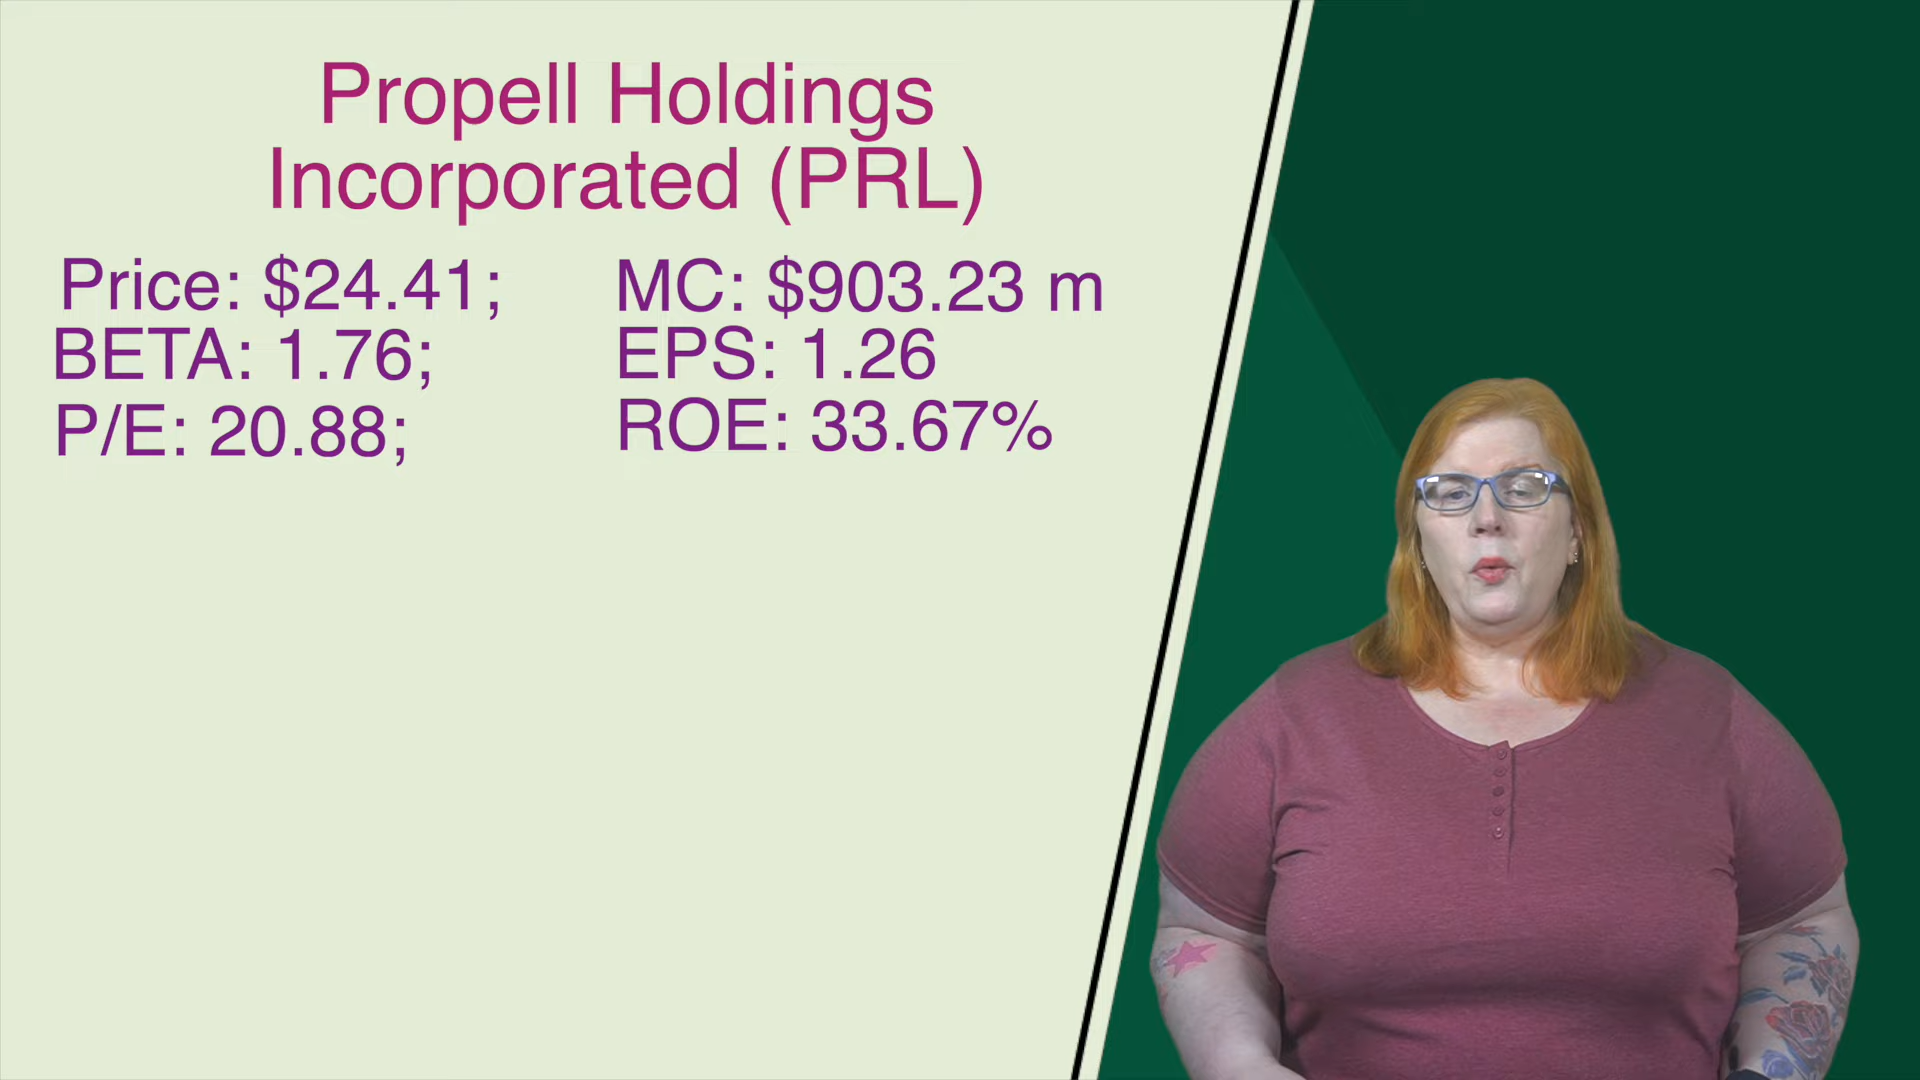 Propell Holdings
Incorporated (PRL)
Price: $24.41; MC: $903.23 m
BETA: 1.76; EPS: 1.26
P/E: 20.88; ROE: 33.67%